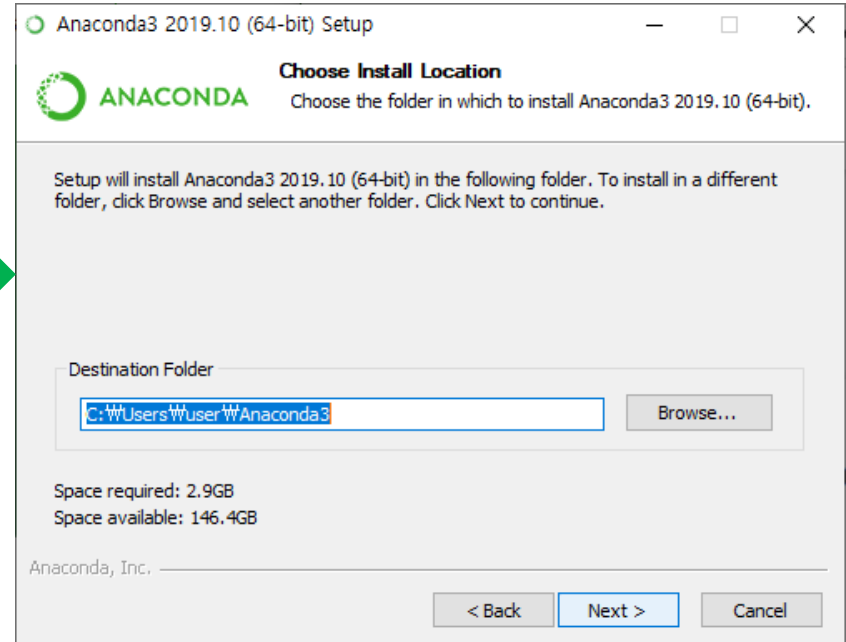 Anaconda3 2019.10 (64-bit) Setup
Choose Install Location
ANACONDA
Choose the folder in which to install Anaconda3 2019.10 (64-bit).
Setup will install Anaconda3 2019.10 (64-bit) in the following folder. To install in a different
folder, click Browse and select another folder. Click Next to continue.
Destination Folder
C:₩Users₩user₩Anaconda3
Browse...
Space required: 2.9GB
Space available: 146.4GB
Anaconda, Inc.
< Back
Next >
Cancel